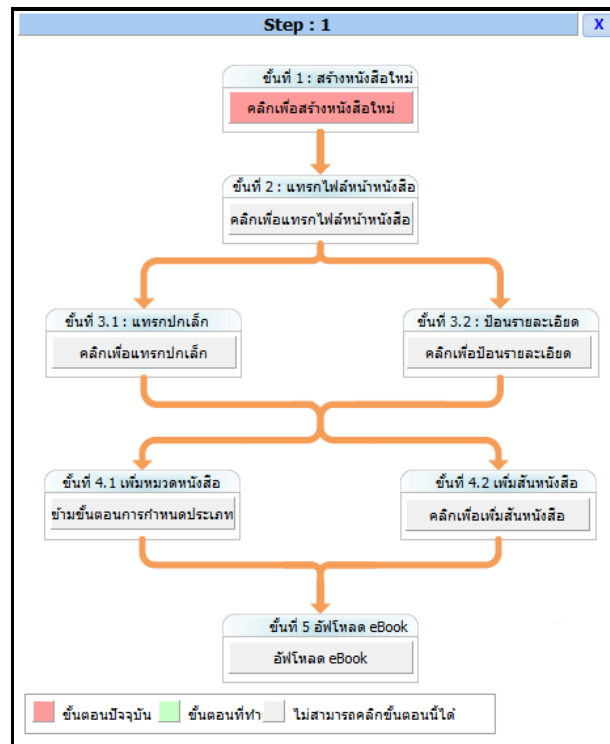 Step : 1
X
ขั้นที่ 1 : สร้างหนังสือใหม่
คลิกเพื่อสร้างหนังสือใหม่
ขั้นที่ 2 : แทรกไฟล์หน้าหนังสือ
คลิกเพื่อแทรกไฟล์หน้าหนังสือ
ขั้นที่ 3.1 : แทรกปกเล็ก
คลิกเพื่อแทรกปกเล็ก
ขั้นที่ 3.2 : ป้อนรายละเอียด
คลิกเพื่อป้อนรายละเอียด
ขั้นที่ 4.1 เพิ่มหมวดหนังสือ
ข้ามขั้นตอนการกำหนดประเภท
ขั้นที่ 4.2 เพิ่มสันหนังสือ
คลิกเพื่อเพิ่มสันหนังสือ
ขั้นที่ 5 อัพโหลด eBook
อัพโหลด eBook
ขั้นตอนปัจจุบัน ขั้นตอนที่ทำ ไม่สามารถคลิกขั้นตอนนี้ได้